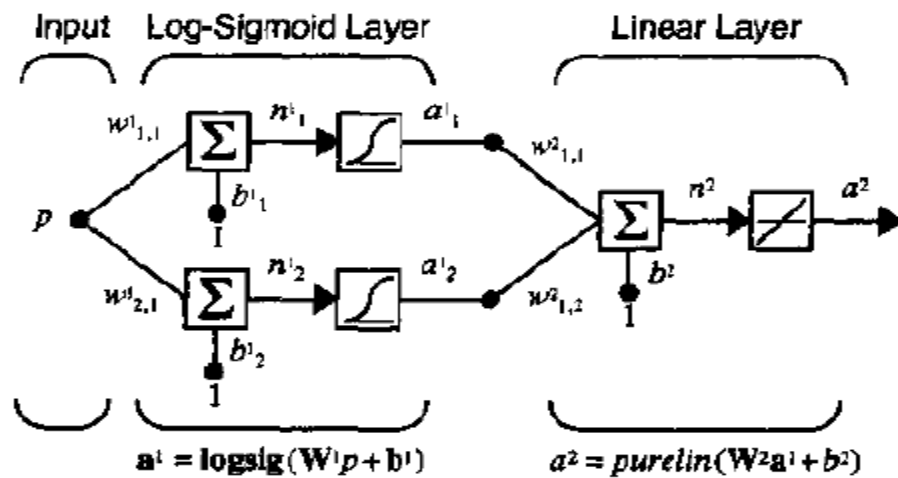 Input Log-Sigmoid Layer Linear Layer
w¹₁,₁ n¹₁ a¹₁ w²₁,₁
Σ
b¹₁
1
p Σ n² a²
b²
1
w¹₂,₁ n¹₂ a¹₂ w²₁,₂
Σ
b¹₂
1
a¹ = logsig(W¹p + b¹) a² = purelin(W²a¹ + b²)